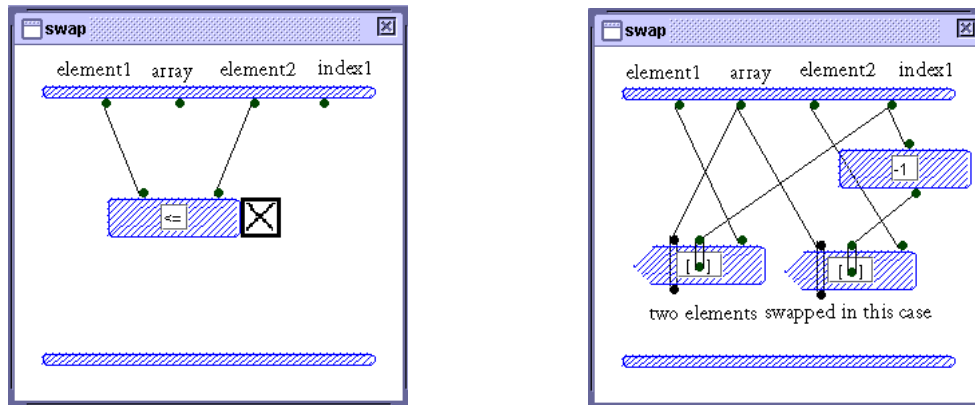 swap
element1 array element2 index1
<=
swap
element1 array element2 index1
-1
[ ] [ ]
two elements swapped in this case